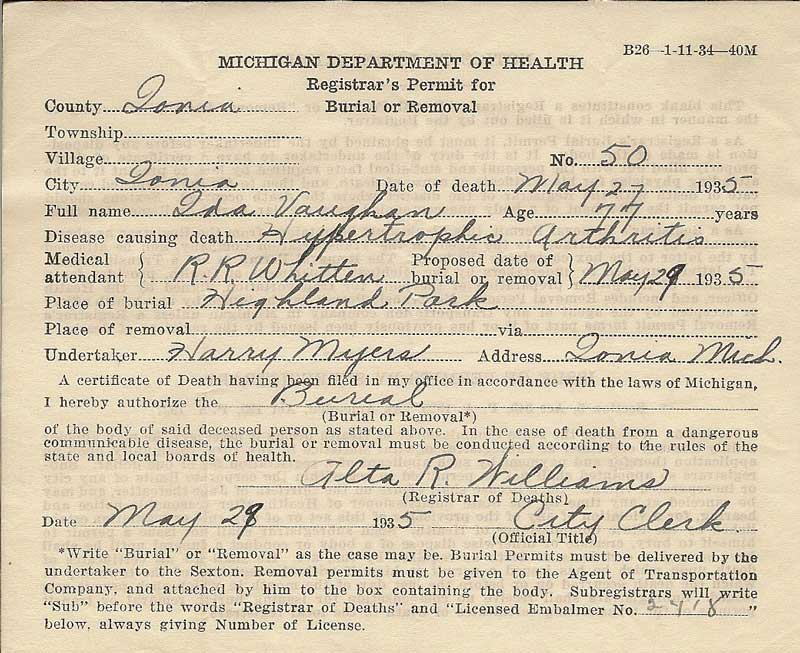 B26—1-11-34—40M
MICHIGAN DEPARTMENT OF HEALTH
Registrar's Permit for
Burial or Removal
County Ionia
Township
Village No. 50
City Ionia Date of death May 27 1935
Full name Ida Vaughan Age 77 years
Disease causing death Hypertrophic Arthritis
Medical attendant R. R. Whitten Proposed date of burial or removal May 29 1935
Place of burial Highland Park
Place of removal via
Undertaker Harry Myers Address Ionia Mich.
A certificate of Death having been filed in my office in accordance with the laws of Michigan,
I hereby authorize the Burial
(Burial or Removal*)
of the body of said deceased person as stated above. In the case of death from a dangerous
communicable disease, the burial or removal must be conducted according to the rules of the
state and local boards of health.
Alta R. Williams
(Registrar of Deaths)
Date May 28 1935 City Clerk
(Official Title)
*Write "Burial" or "Removal" as the case may be. Burial Permits must be delivered by the
undertaker to the Sexton. Removal permits must be given to the Agent of Transportation
Company, and attached by him to the box containing the body. Subregistrars will write
"Sub" before the words "Registrar of Deaths" and "Licensed Embalmer No. 2418"
below, always giving Number of License.